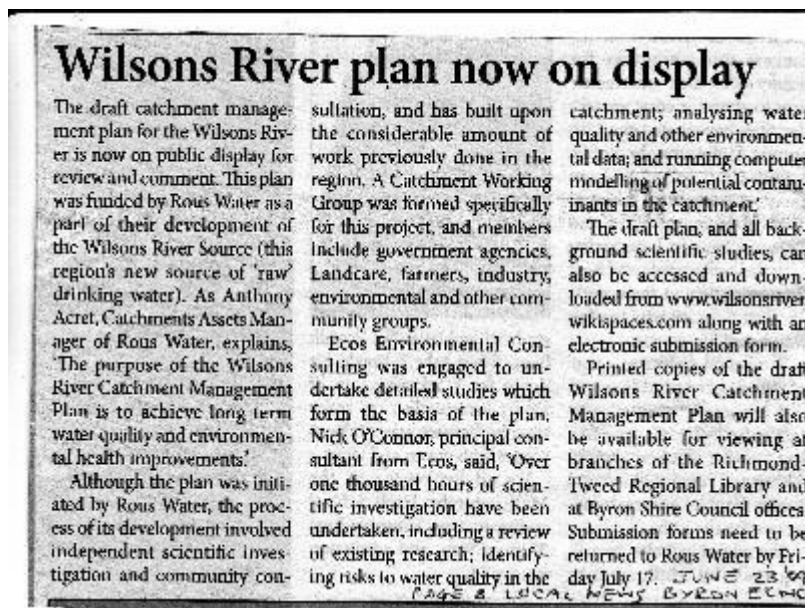 Wilsons River plan now on display
The draft catchment manage-
ment plan for the Wilsons Riv-
er is now on public display for
review and comment. This plan
was funded by Rous Water as a
part of their development of
the Wilsons River Source (this
region's new source of 'raw'
drinking water). As Anthony
Acret, Catchments Assets Man-
ager of Rous Water, explains,
'The purpose of the Wilsons
River Catchment Management
Plan is to achieve long term
water quality and environmen-
tal health improvements.'
Although the plan was initi-
ated by Rous Water, the proc-
ess of its development involved
independent scientific inves-
tigation and community con-
sultation, and has built upon
the considerable amount of
work previously done in the
region. A Catchment Working
Group was formed specifically
for this project, and members
include government agencies,
Landcare, farmers, industry,
environmental and other com-
munity groups.
Ecos Environmental Con-
sulting was engaged to un-
dertake detailed studies which
form the basis of the plan.
Nick O'Connor, principal con-
sultant from Ecos, said, 'Over
one thousand hours of scien-
tific investigation have been
undertaken, including a review
of existing research; identify-
ing risks to water quality in the
catchment; analysing water
quality and other environmen-
tal data; and running computer
modelling of potential contam-
inants in the catchment.'
The draft plan, and all back-
ground scientific studies, can
also be accessed and down-
loaded from www.wilsonsriver.
wikispaces.com along with an
electronic submission form.
Printed copies of the draft
Wilsons River Catchment
Management Plan will also
be available for viewing at
branches of the Richmond-
Tweed Regional Library and
at Byron Shire Council offices.
Submission forms need to be
returned to Rous Water by Fri-
day July 17. JUNE 23 '09
PAGE 8 LOCAL NEWS BYRON ECHO